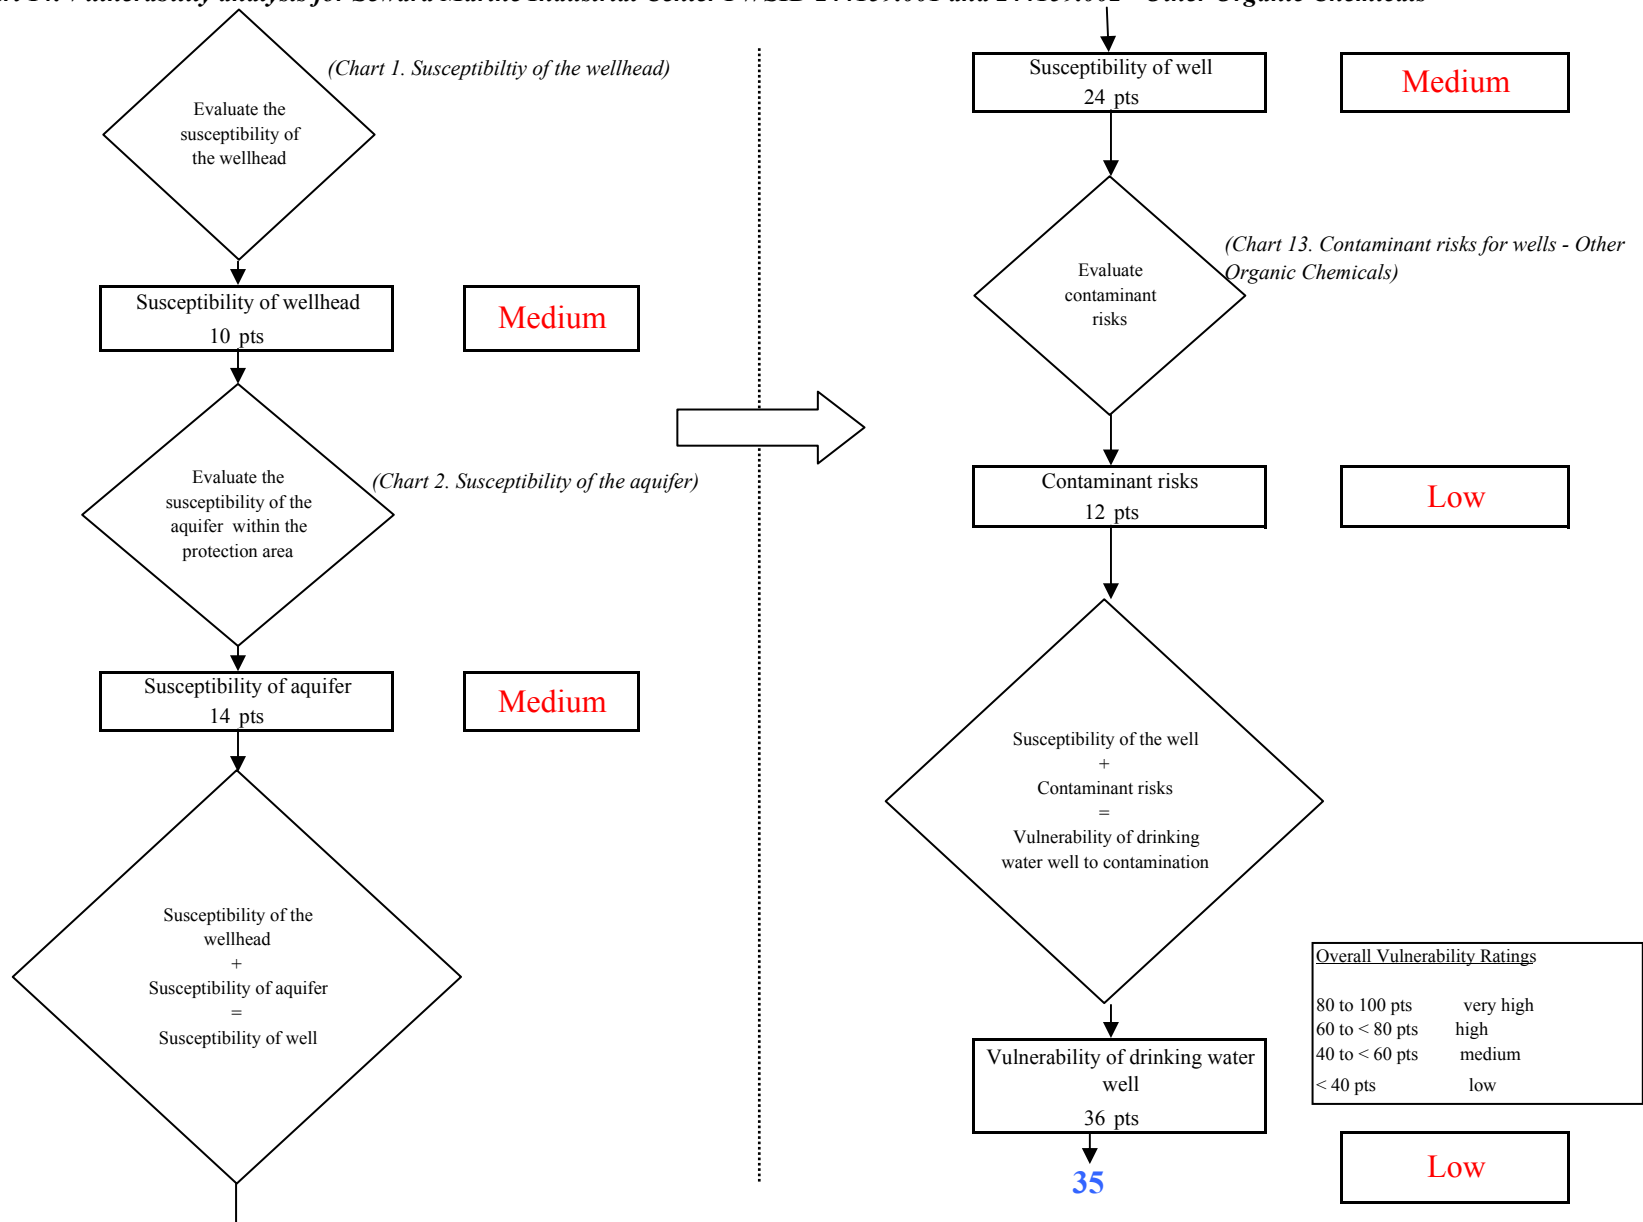 (Chart 1. Susceptibiltiy of the wellhead)
Evaluate the
susceptibility of
the wellhead
Susceptibility of wellhead
10 pts
Medium
Evaluate the
susceptibility of the
aquifer within the
protection area
(Chart 2. Susceptibility of the aquifer)
Susceptibility of aquifer
14 pts
Medium
Susceptibility of the
wellhead
+
Susceptibility of aquifer
=
Susceptibility of well
Susceptibility of well
24 pts
Medium
Evaluate
contaminant
risks
(Chart 13. Contaminant risks for wells - Other
Organic Chemicals)
Contaminant risks
12 pts
Low
Susceptibility of the well
+
Contaminant risks
=
Vulnerability of drinking
water well to contamination
Vulnerability of drinking water
well
36 pts
35
Overall Vulnerability Ratings
80 to 100 pts very high
60 to < 80 pts high
40 to < 60 pts medium
< 40 pts low
Low